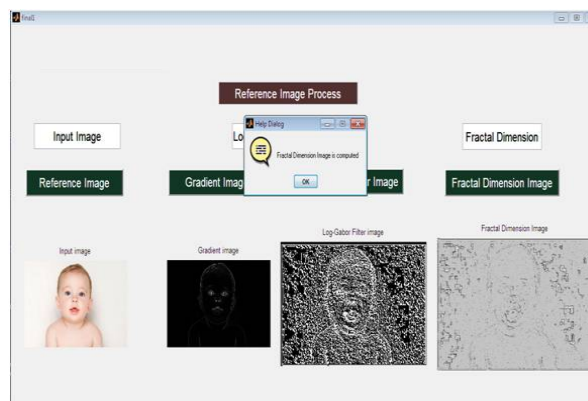 final1
Reference Image Process
Help Dialog
Input Image
Lo
Fractal Dimension
Fractal Dimension Image is computed
OK
Reference Image
Gradient Imag
r Image
Fractal Dimension Image
Log-Gabor Filter image
Fractal Dimension Image
Input image
Gradient image